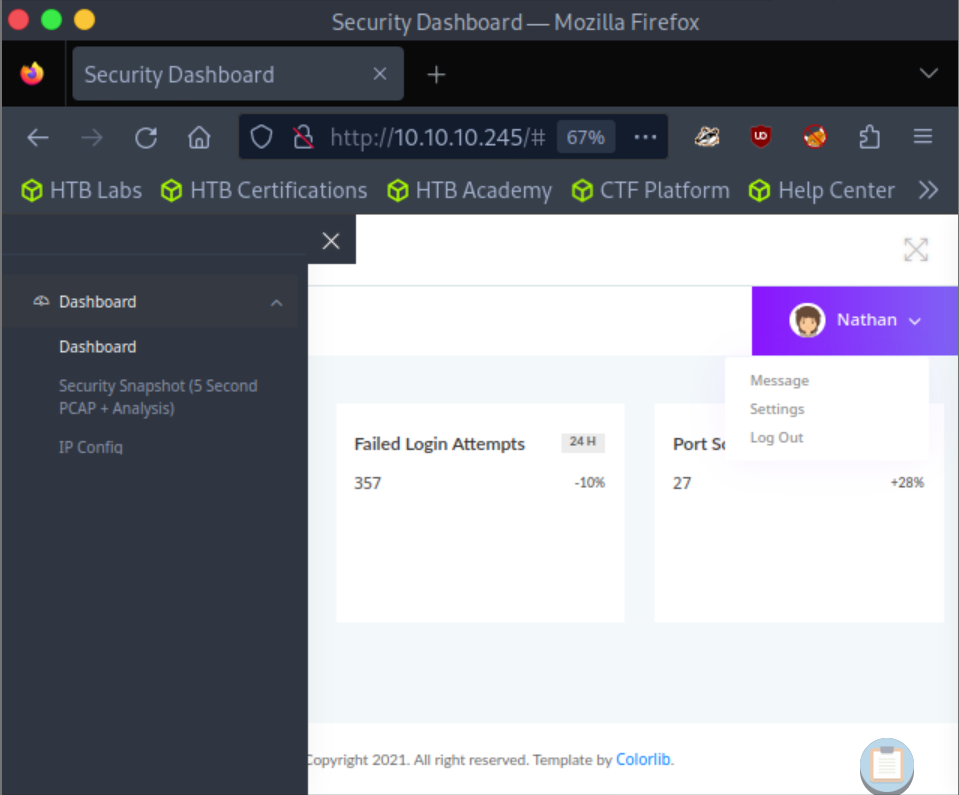 Security Dashboard — Mozilla Firefox
Security Dashboard
http://10.10.10.245/# 67%
HTB Labs HTB Certifications HTB Academy CTF Platform Help Center
Dashboard
Nathan
Dashboard
Message
Security Snapshot (5 Second
PCAP + Analysis)
Settings
Log Out
IP Config
Failed Login Attempts 24 H
Port Sc
357 -10%
27 +28%
Copyright 2021. All right reserved. Template by Colorlib.